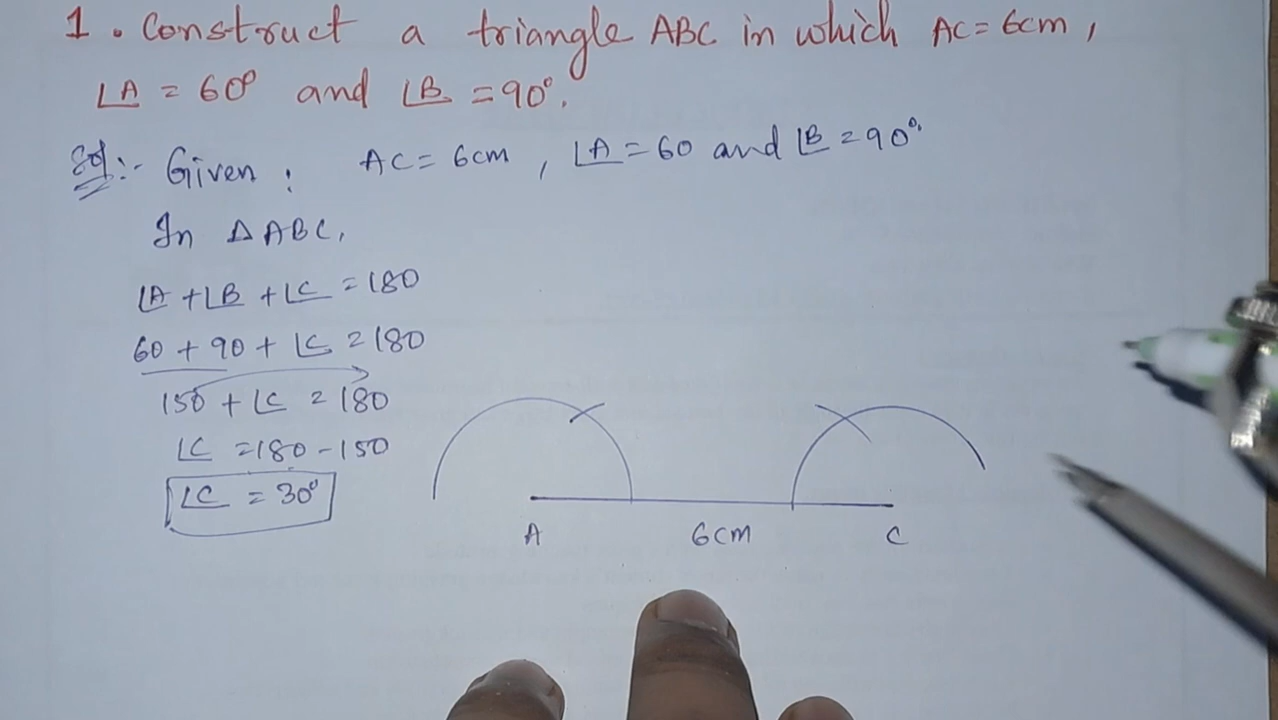 1. Construct a triangle ABC in which AC = 6cm,
∠A = 60° and ∠B = 90°.
Sol:- Given : AC = 6cm, ∠A = 60 and ∠B = 90°.
In △ABC,
∠A + ∠B + ∠C = 180
60 + 90 + ∠C = 180
150 + ∠C = 180
∠C = 180 - 150
∠C = 30°
A 6cm C